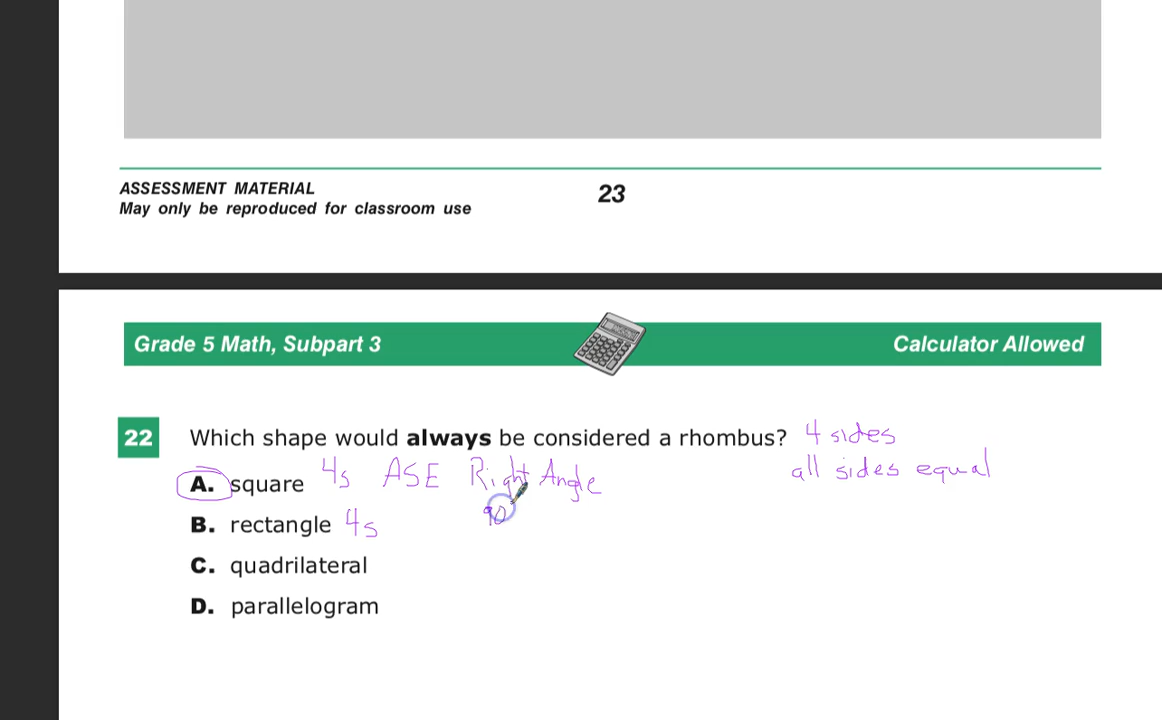 ASSESSMENT MATERIAL
May only be reproduced for classroom use
23
Grade 5 Math, Subpart 3
Calculator Allowed
22 Which shape would always be considered a rhombus? 4 sides
all sides equal
A. square 4s ASE Right Angle
90
B. rectangle 4s
C. quadrilateral
D. parallelogram